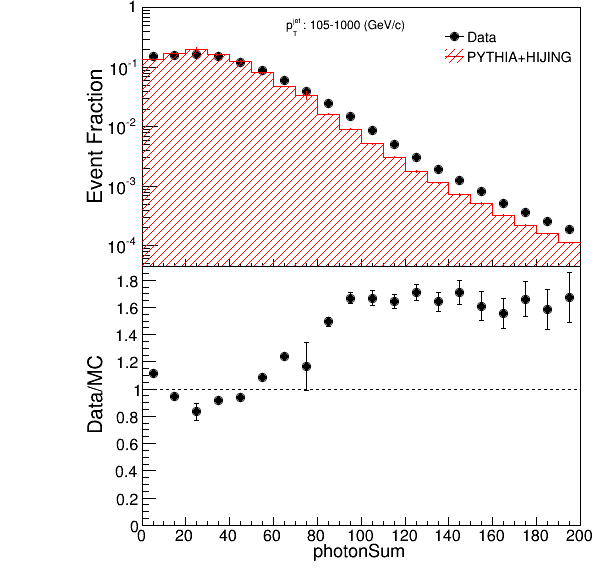 p_T^jet : 105-1000 (GeV/c)
Data
PYTHIA+HIJING
Event Fraction
1
10^-1
10^-2
10^-3
10^-4
Data/MC
1.8
1.6
1.4
1.2
1
0.8
0.6
0.4
0.2
0
0 20 40 60 80 100 120 140 160 180 200
photonSum